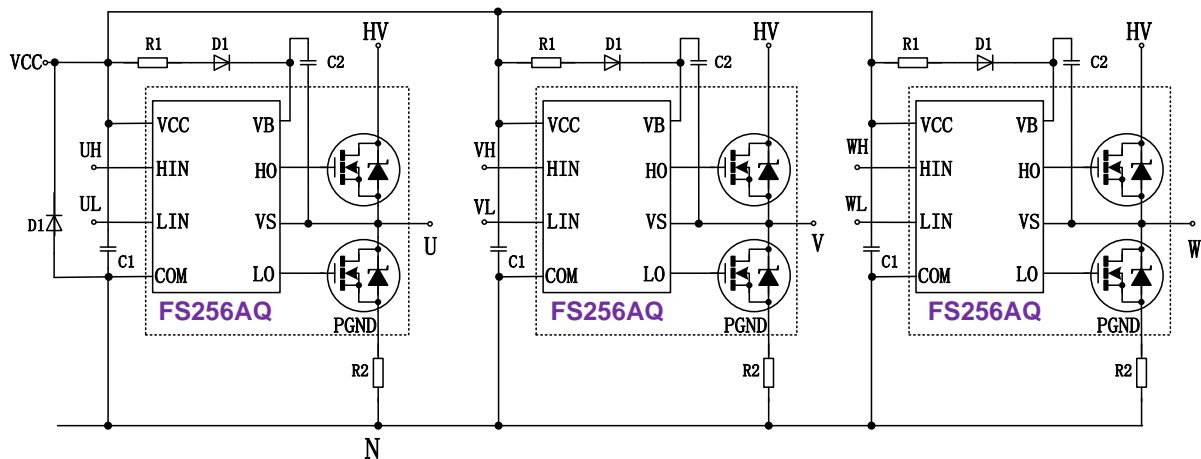 VCC
R1
D1
C2
HV
VCC
VB
UH
HIN
HO
UL
LIN
VS
D1
U
C1
COM
LO
FS256AQ
PGND
R2
R1
D1
C2
HV
VCC
VB
VH
HIN
HO
VL
LIN
VS
V
C1
COM
LO
FS256AQ
PGND
R2
R1
D1
C2
HV
VCC
VB
WH
HIN
HO
WL
LIN
VS
W
C1
COM
LO
FS256AQ
PGND
R2
N